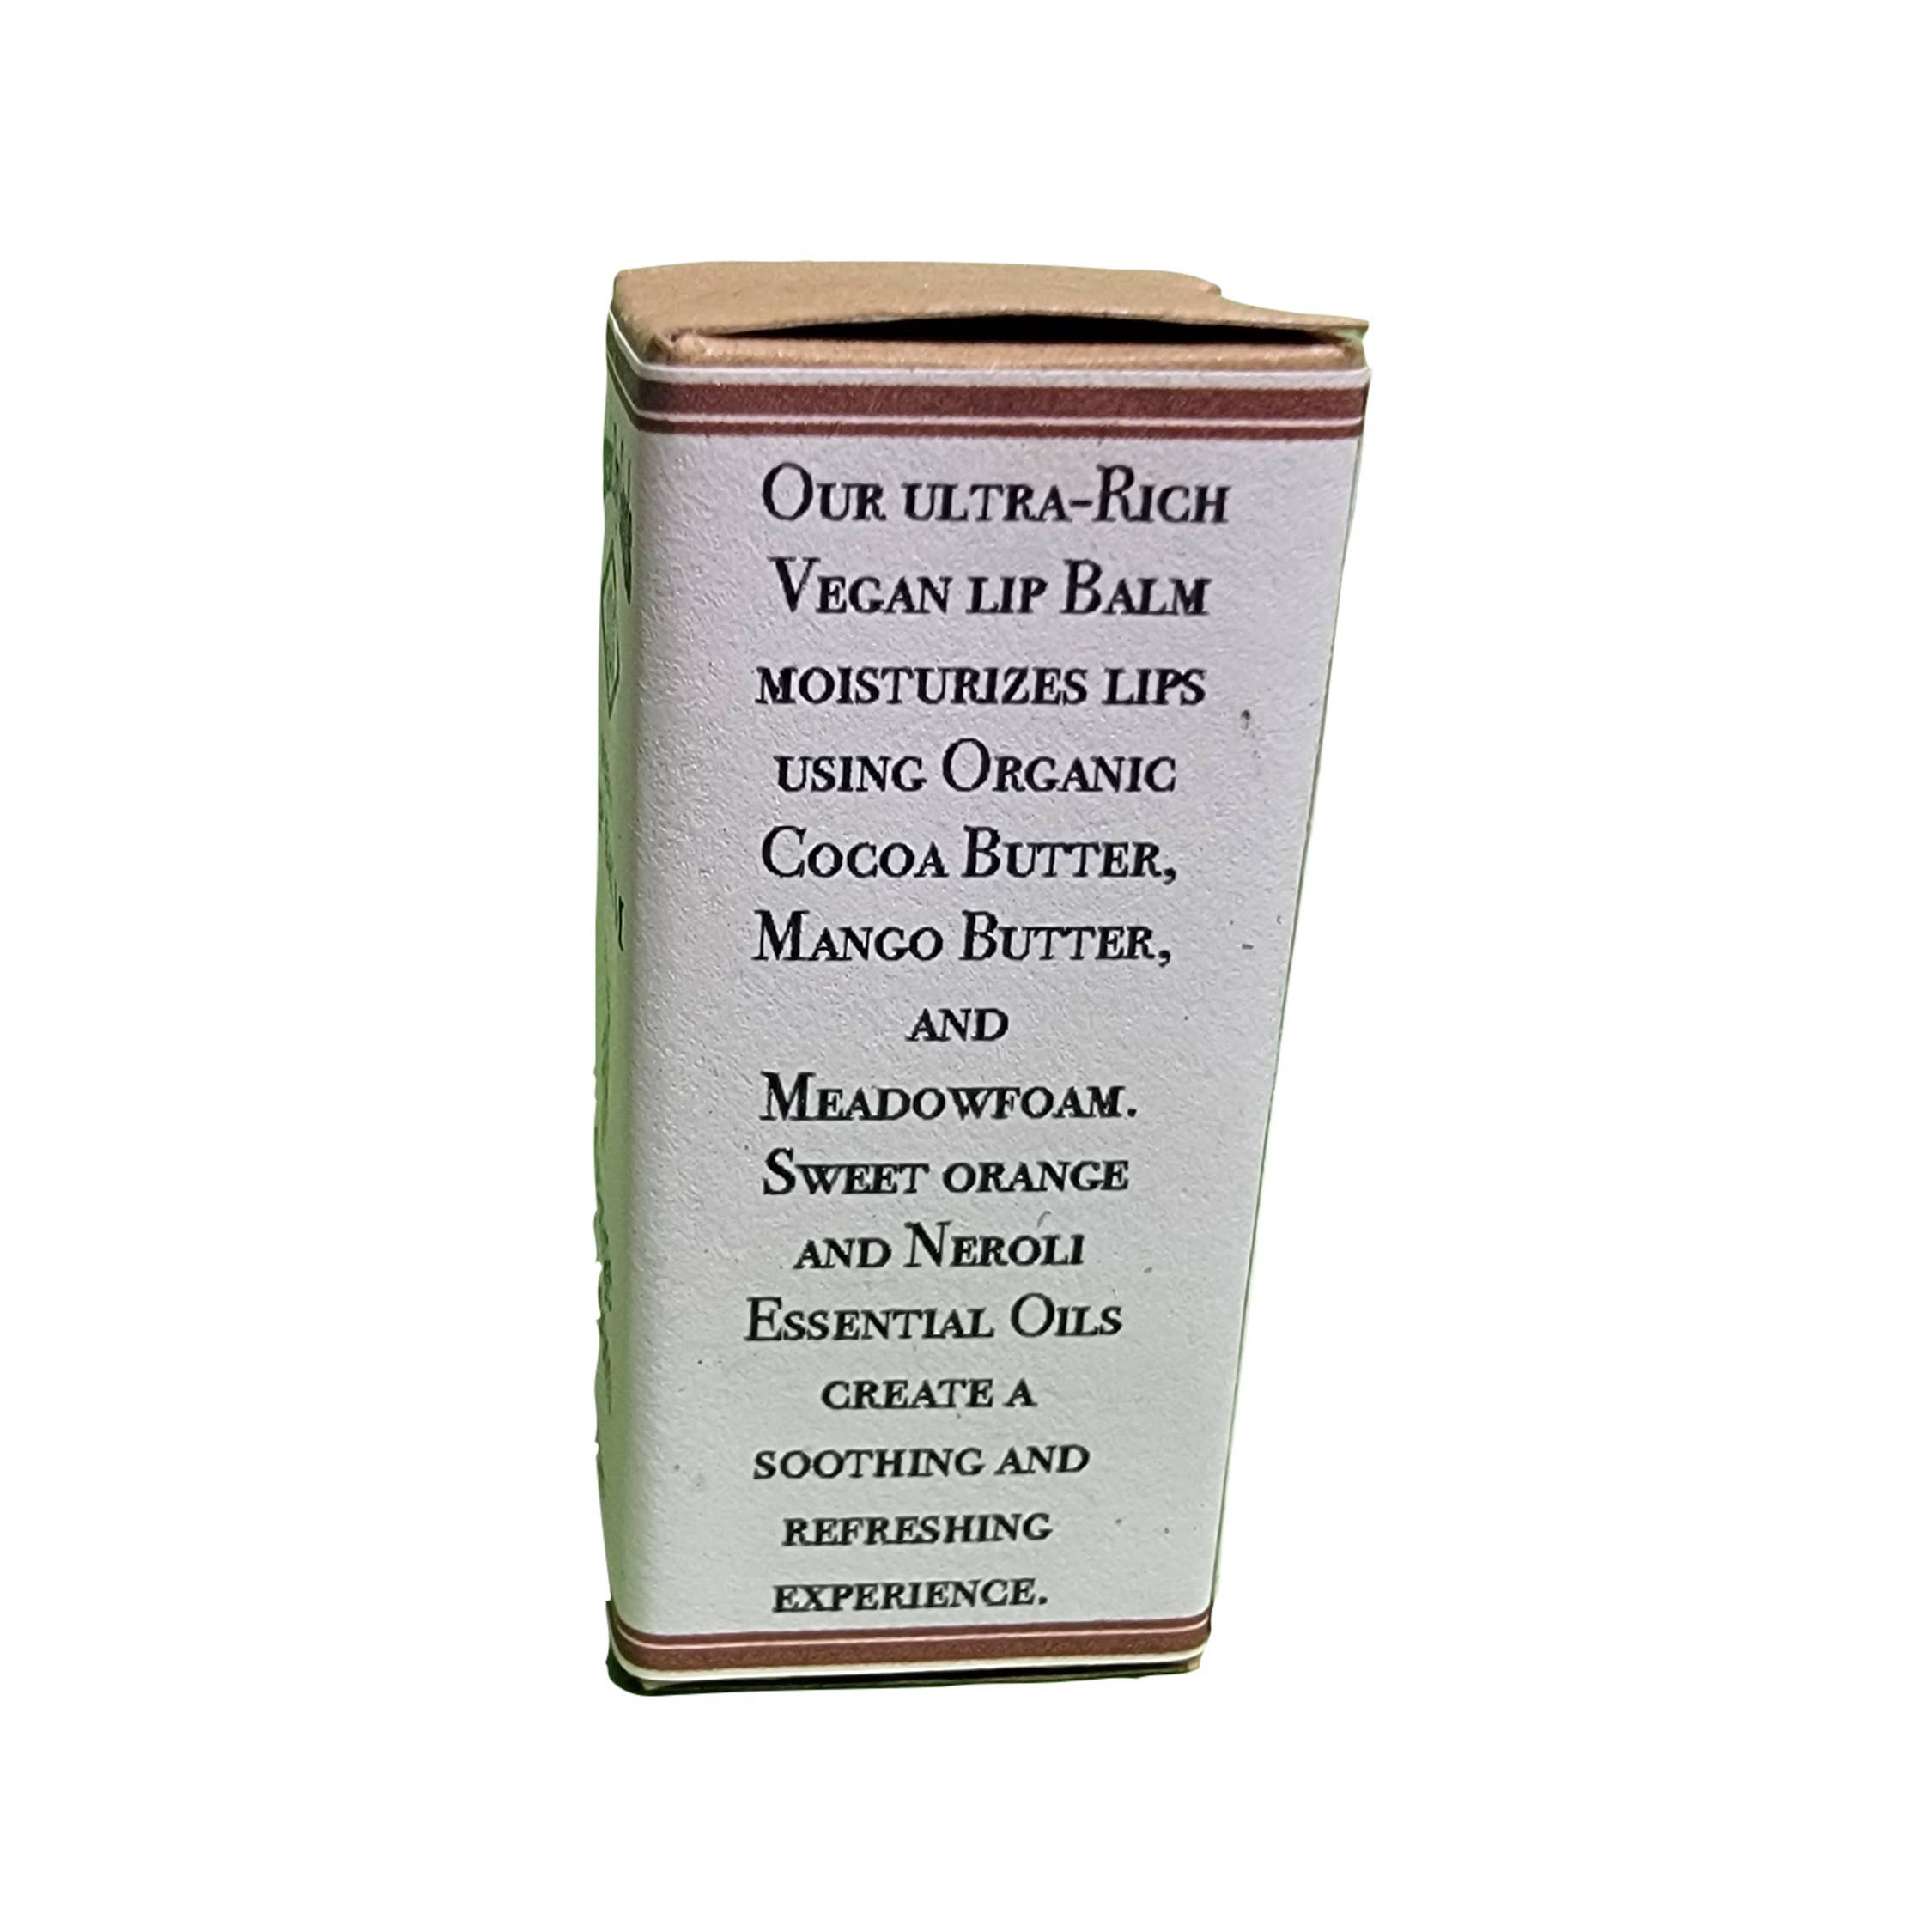 Our ultra-Rich
Vegan lip Balm
moisturizes lips
using Organic
Cocoa Butter,
Mango Butter,
and
Meadowfoam.
Sweet orange
and Neroli
Essential Oils
create a
soothing and
refreshing
experience.